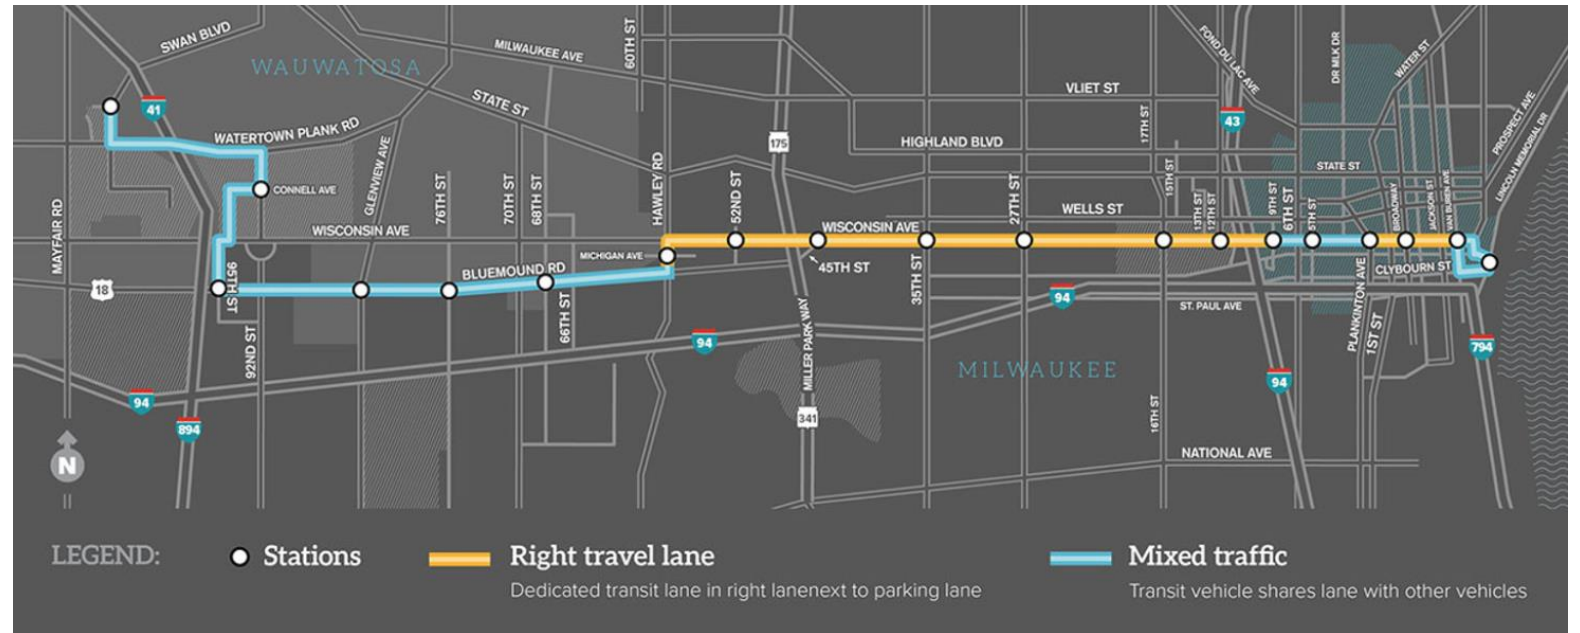 SWAN BLVD
WAUWATOSA
MILWAUKEE AVE
60TH ST
FOND DU LAC AVE
DR MLK DR
WATER ST
41
STATE ST
VLIET ST
43
17TH ST
PROSPECT AVE
LINCOLN MEMORIAL DR
WATERTOWN PLANK RD
175
HIGHLAND BLVD
GLENVIEW AVE
STATE ST
CONNELL AVE
76TH ST
70TH ST
68TH ST
HAWLEY RD
52ND ST
27TH ST
15TH ST
13TH ST
12TH ST
9TH ST
6TH ST
5TH ST
BROADWAY
JACKSON ST
VAN BUREN AVE
MAYFAIR RD
WISCONSIN AVE
WISCONSIN AVE
WELLS ST
MICHIGAN AVE
BLUEMOUND RD
45TH ST
35TH ST
CLYBOURN ST
18
95TH ST
94
ST. PAUL AVE
92ND ST
66TH ST
94
MILLER PARK WAY
PLANKINTON AVE
1ST ST
794
MILWAUKEE
94
94
894
341
16TH ST
NATIONAL AVE
N
LEGEND:
Stations
Right travel lane
Dedicated transit lane in right lanenext to parking lane
Mixed traffic
Transit vehicle shares lane with other vehicles